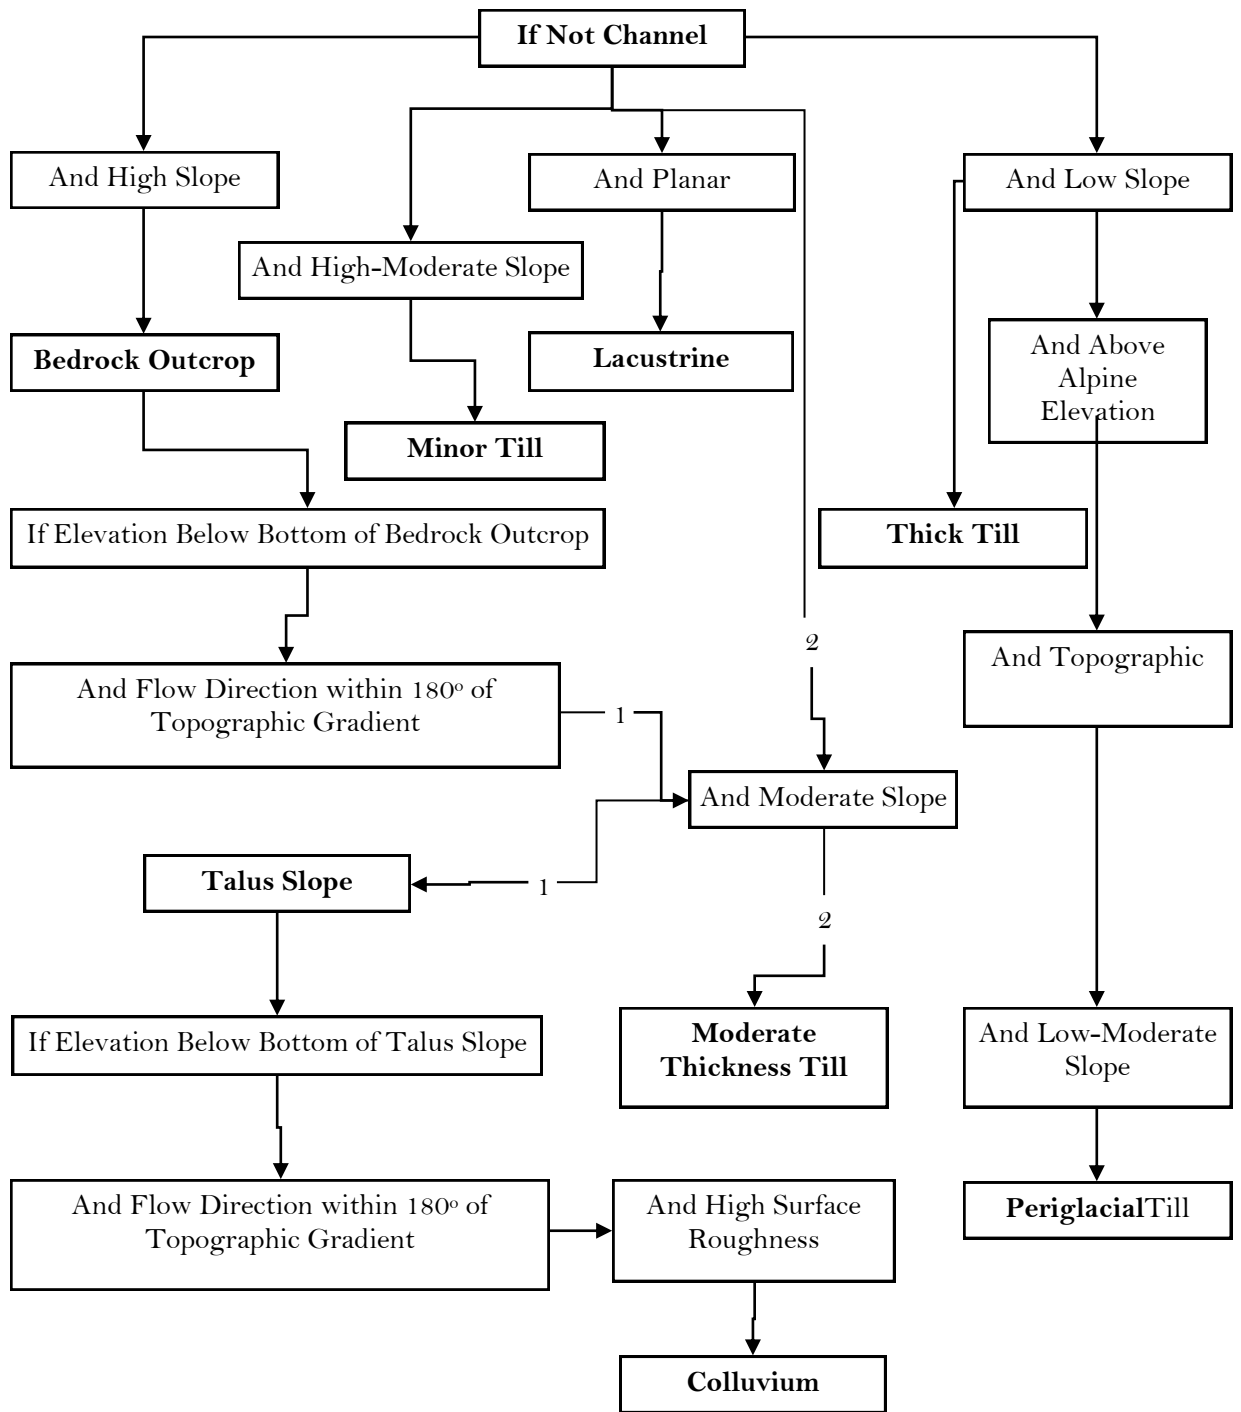 If Not Channel
And High Slope
And Planar
And Low Slope
And High-Moderate Slope
Bedrock Outcrop
Lacustrine
And Above
Alpine
Elevation
Minor Till
If Elevation Below Bottom of Bedrock Outcrop
Thick Till
2
And Topographic
And Flow Direction within 180º of
Topographic Gradient
1
And Moderate Slope
Talus Slope
1
2
If Elevation Below Bottom of Talus Slope
Moderate
Thickness Till
And Low-Moderate
Slope
And Flow Direction within 180º of
Topographic Gradient
And High Surface
Roughness
PeriglacialTill
Colluvium